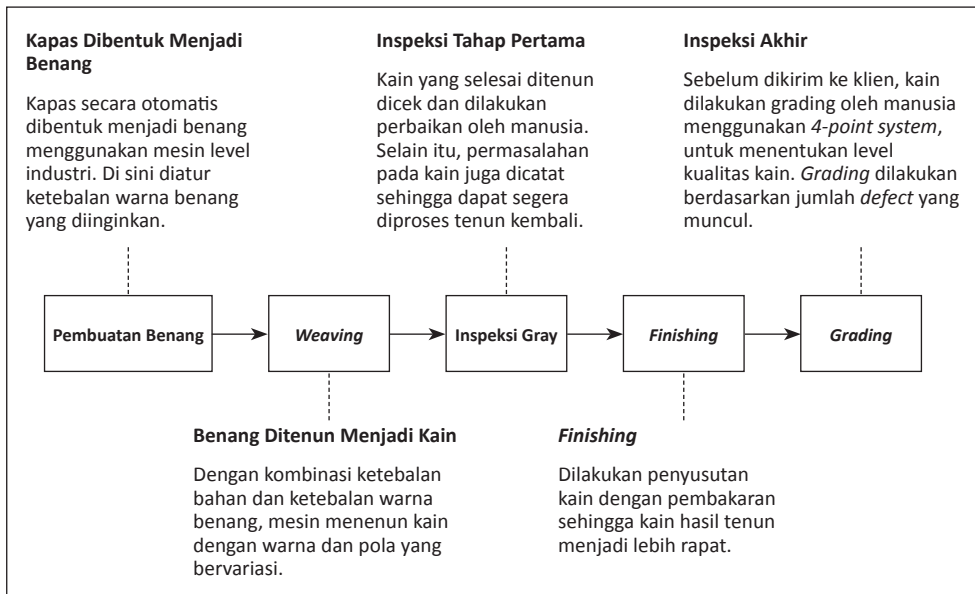 Kapas Dibentuk Menjadi
Benang
Kapas secara otomatis
dibentuk menjadi benang
menggunakan mesin level
industri. Di sini diatur
ketebalan warna benang
yang diinginkan.
Inspeksi Tahap Pertama
Kain yang selesai ditenun
dicek dan dilakukan
perbaikan oleh manusia.
Selain itu, permasalahan
pada kain juga dicatat
sehingga dapat segera
diproses tenun kembali.
Inspeksi Akhir
Sebelum dikirim ke klien, kain
dilakukan grading oleh manusia
menggunakan 4-point system,
untuk menentukan level
kualitas kain. Grading dilakukan
berdasarkan jumlah defect yang
muncul.
Pembuatan Benang
Weaving
Inspeksi Gray
Finishing
Grading
Benang Ditenun Menjadi Kain
Dengan kombinasi ketebalan
bahan dan ketebalan warna
benang, mesin menenun kain
dengan warna dan pola yang
bervariasi.
Finishing
Dilakukan penyusutan
kain dengan pembakaran
sehingga kain hasil tenun
menjadi lebih rapat.